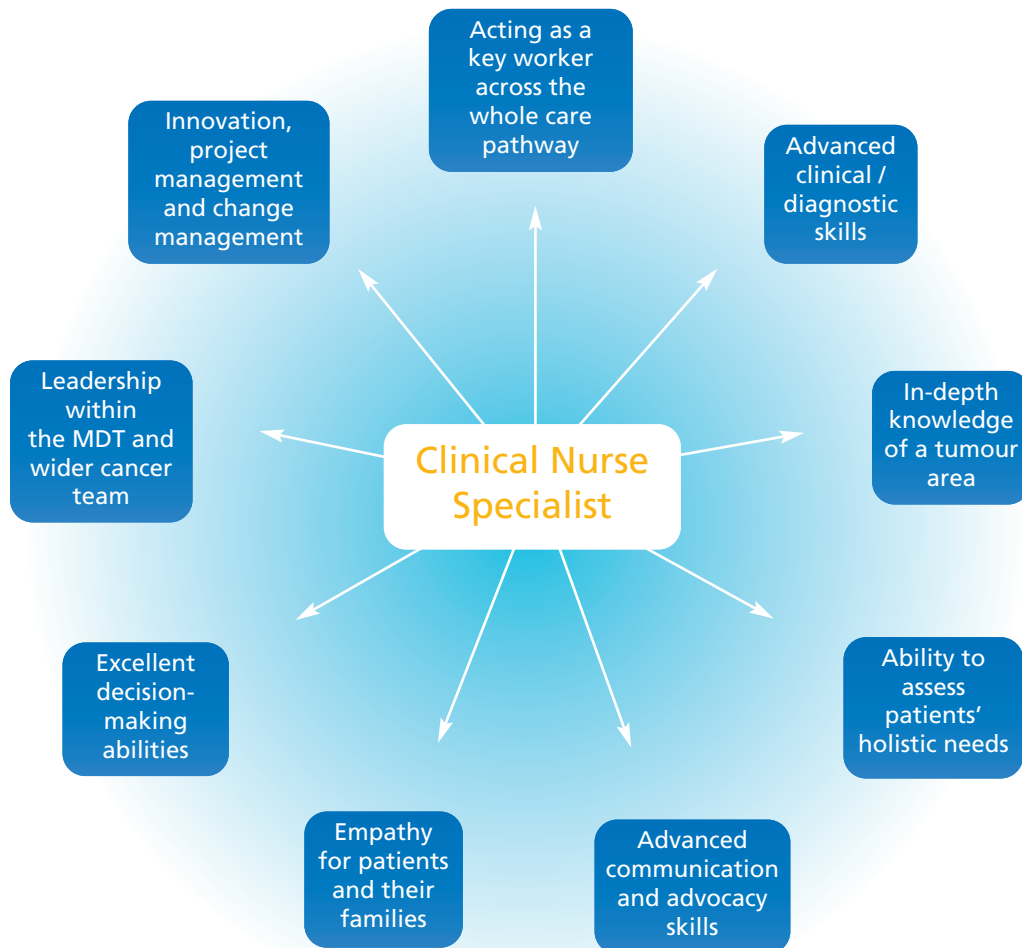 Acting as a
key worker
across the
whole care
pathway
Innovation,
project
management
and change
management
Advanced
clinical /
diagnostic
skills
Leadership
within
the MDT and
wider cancer
team
Clinical Nurse
Specialist
In-depth
knowledge
of a tumour
area
Excellent
decision-
making
abilities
Ability to
assess
patients’
holistic needs
Empathy
for patients
and their
families
Advanced
communication
and advocacy
skills